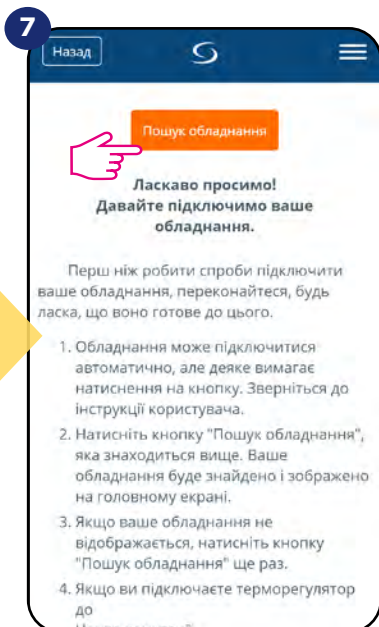 7
Назад
Пошук обладнання
Ласкаво просимо!
Давайте підключимо ваше
обладнання.
Перш ніж робити спроби підключити
ваше обладнання, переконайтеся, будь
ласка, що воно готове до цього.
1. Обладнання може підключитися
автоматично, але деяке вимагає
натиснення на кнопку. Зверніться до
інструкції користувача.
2. Натисніть кнопку "Пошук обладнання",
яка знаходиться вище. Ваше
обладнання буде знайдено і зображено
на головному екрані.
3. Якщо ваше обладнання не
відображається, натисніть кнопку
"Пошук обладнання" ще раз.
4. Якщо ви підключаєте терморегулятор
до